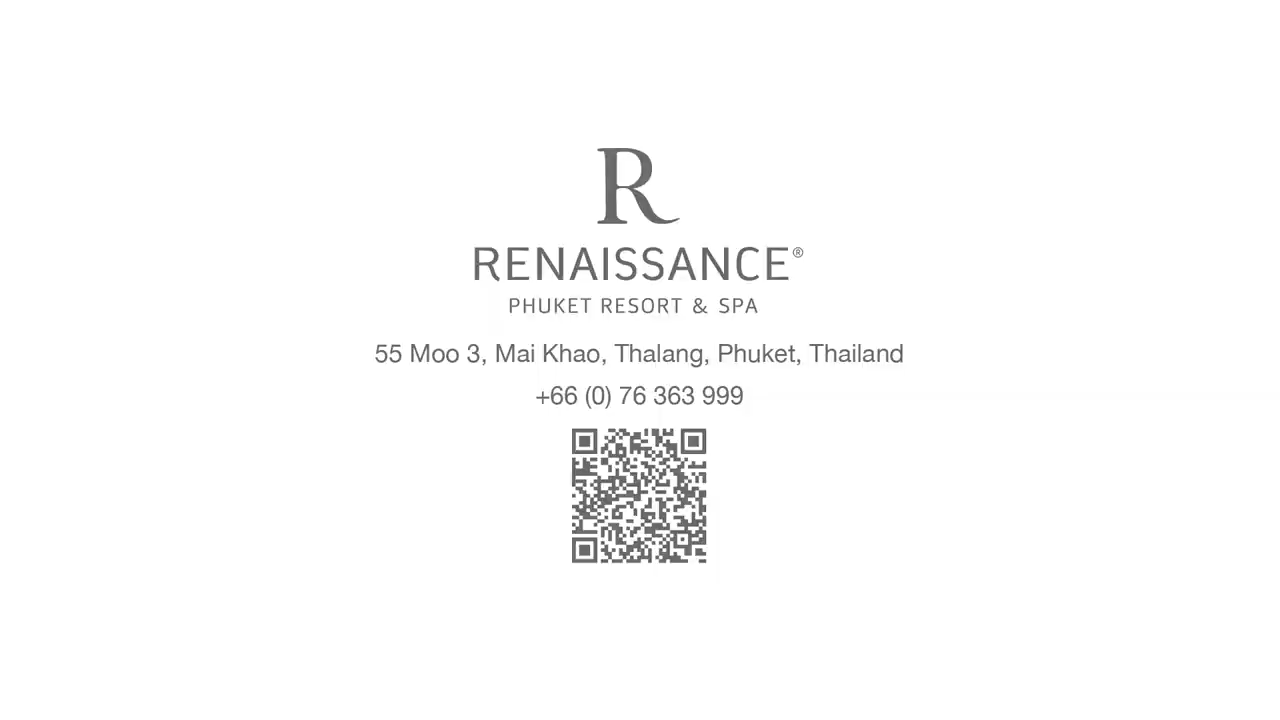 R
RENAISSANCE®
PHUKET RESORT & SPA
55 Moo 3, Mai Khao, Thalang, Phuket, Thailand
+66 (0) 76 363 999